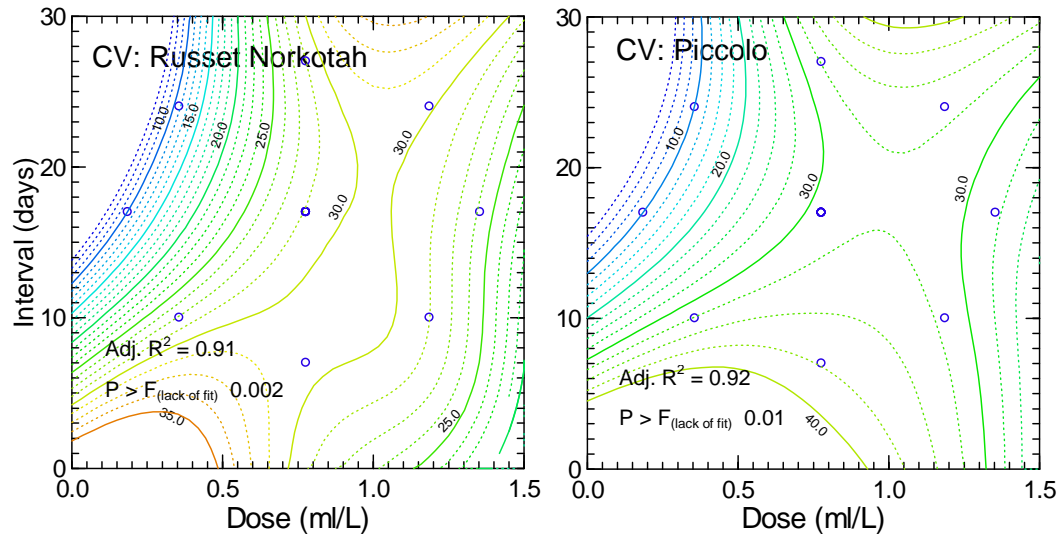 CV: Russet Norkotah
CV: Piccolo
30
20
10
0
Interval (days)
10.0
15.0
20.0
25.0
30.0
30.0
25.0
35.0
Adj. R² = 0.91
P > F(lack of fit) 0.002
0.0 0.5 1.0 1.5
Dose (ml/L)
30
20
10
0
10.0
20.0
30.0
30.0
40.0
Adj. R² = 0.92
P > F(lack of fit) 0.01
0.0 0.5 1.0 1.5
Dose (ml/L)